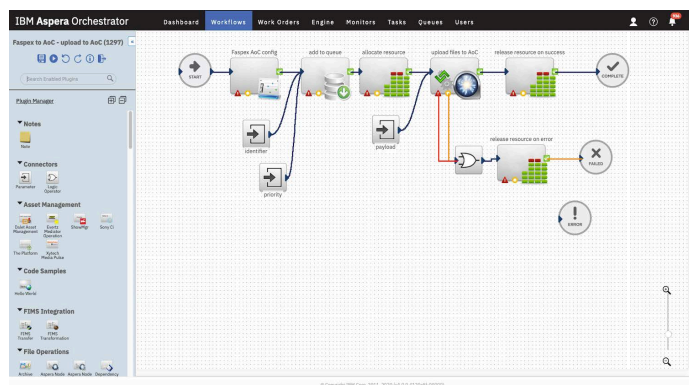 IBM Aspera Orchestrator
Dashboard Workflows Work Orders Engine Monitors Tasks Queues Users
Faspex to AoC - upload to AoC (1297)
Search Enabled Plugins
Plugin Manager
Notes
Note
Connectors
Parameter
Logic
Operator
Asset Management
Dalet Asset
Management
Evertz
Mediator
Operation
ShowMgr
Sony Ci
The Platform
Xytech
Media Pulse
Code Samples
Hello World
FIMS Integration
FIMS
Transfer
FIMS
Transformation
File Operations
Archive
Aspera Node
Aspera Node
Dependency
START
Faspex AoC config
add to queue
allocate resource
upload files to AoC
release resource on success
COMPLETE
identifier
payload
priority
release resource on error
FAILED
ERROR